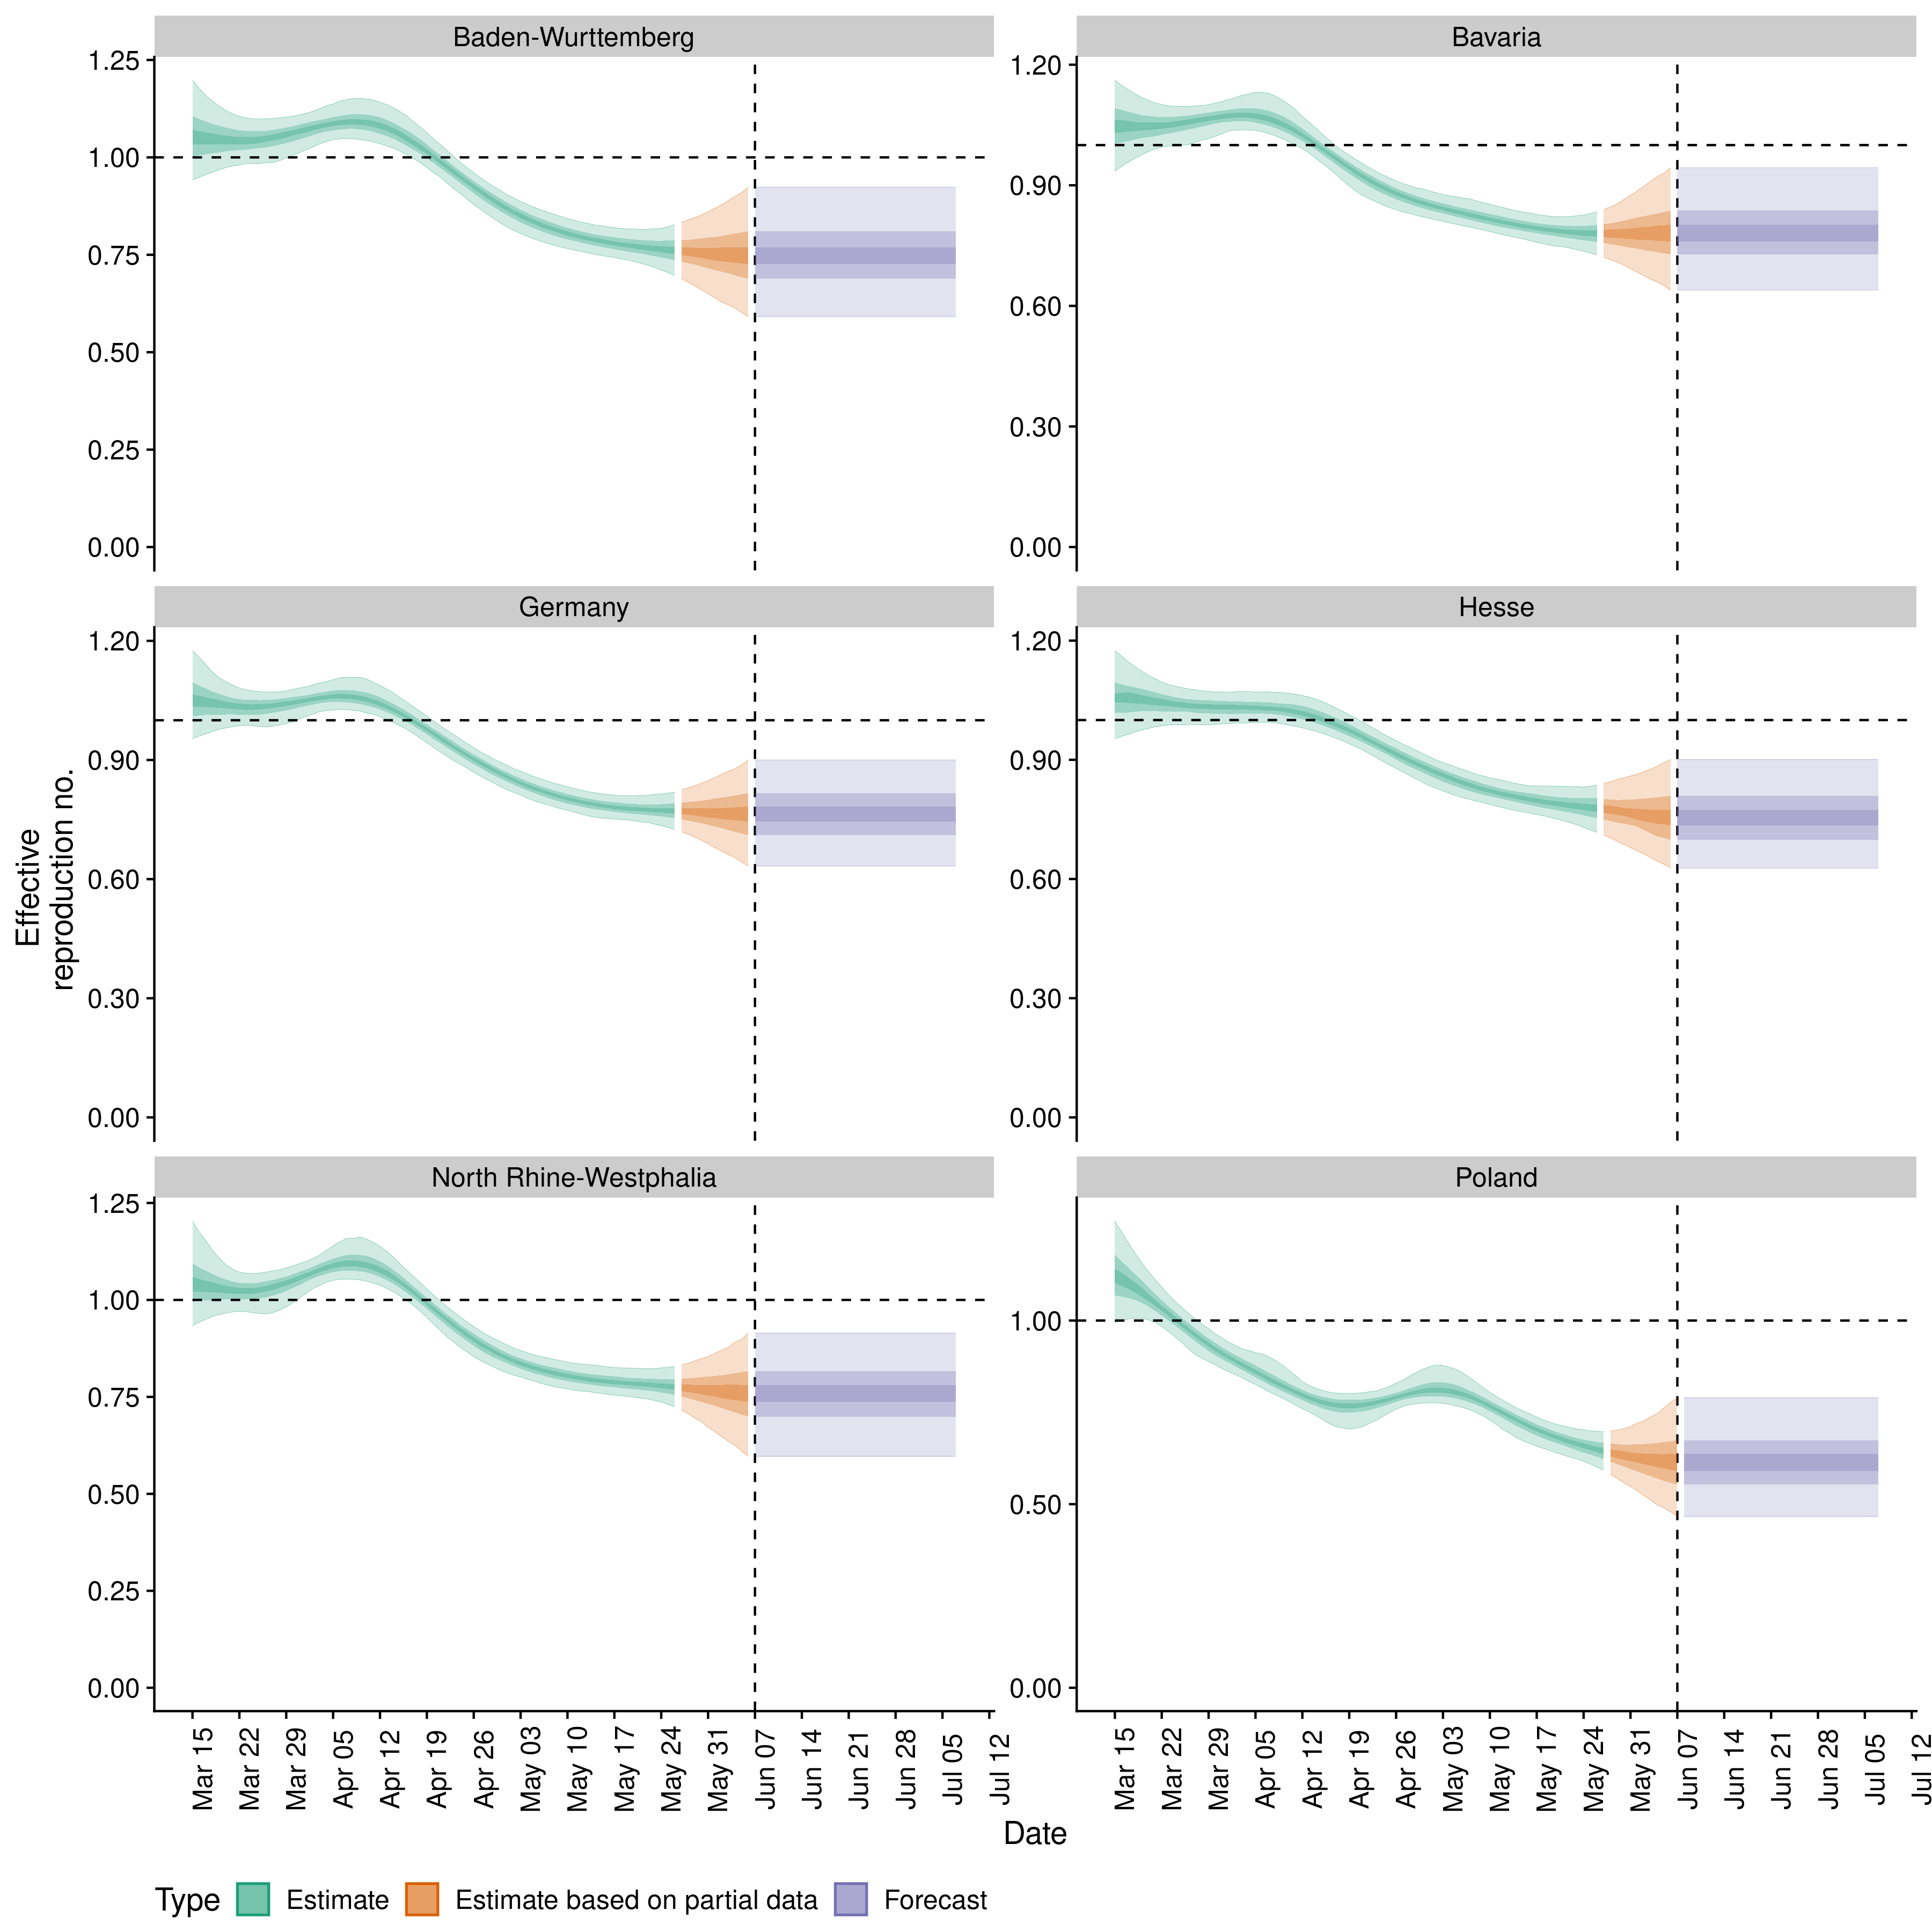 Baden-Wurttemberg
Bavaria
1.25
1.00
0.75
0.50
0.25
0.00
1.20
0.90
0.60
0.30
0.00
Germany
Hesse
1.20
0.90
0.60
0.30
0.00
1.20
0.90
0.60
0.30
0.00
Effective
reproduction no.
North Rhine-Westphalia
Poland
1.25
1.00
0.75
0.50
0.25
0.00
1.00
0.50
0.00
Mar 15
Mar 22
Mar 29
Apr 05
Apr 12
Apr 19
Apr 26
May 03
May 10
May 17
May 24
May 31
Jun 07
Jun 14
Jun 21
Jun 28
Jul 05
Jul 12
Mar 15
Mar 22
Mar 29
Apr 05
Apr 12
Apr 19
Apr 26
May 03
May 10
May 17
May 24
May 31
Jun 07
Jun 14
Jun 21
Jun 28
Jul 05
Jul 12
Date
Type Estimate Estimate based on partial data Forecast